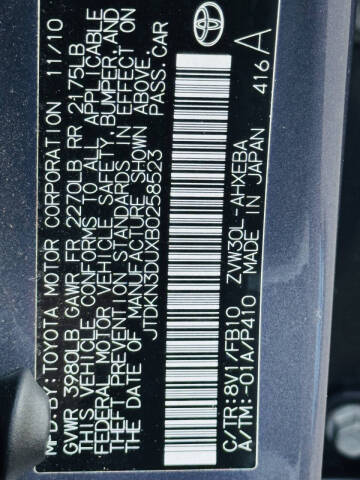 MFD.BY: TOYOTA MOTOR CORPORATION 11/10
GVWR 3980LB GAWR FR 2270LB RR 2175LB
THIS VEHICLE CONFORMS TO ALL APPLICABLE
FEDERAL MOTOR VEHICLE SAFETY, BUMPER, AND
THEFT PREVENTION STANDARDS IN EFFECT ON
THE DATE OF MANUFACTURE SHOWN ABOVE.
JTDKN3DUXB0258523 PASS. CAR
C/TR: 8V1/FB10 ZVW30L-AHXEBA
A/TM: -01A/P410 MADE IN JAPAN
416 A
TOYOTA